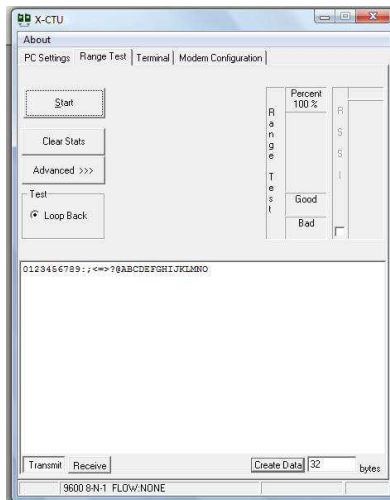 X-CTU
About
PC Settings Range Test Terminal Modem Configuration
Start
Clear Stats
Advanced >>>
Test
Loop Back
Range Test
Percent
100 %
Good
Bad
RSSI
0123456789:;<=>?@ABCDEFGHIJKLMNO
Transmit Receive Create Data 32 bytes
9600 8-N-1 FLOW:NONE